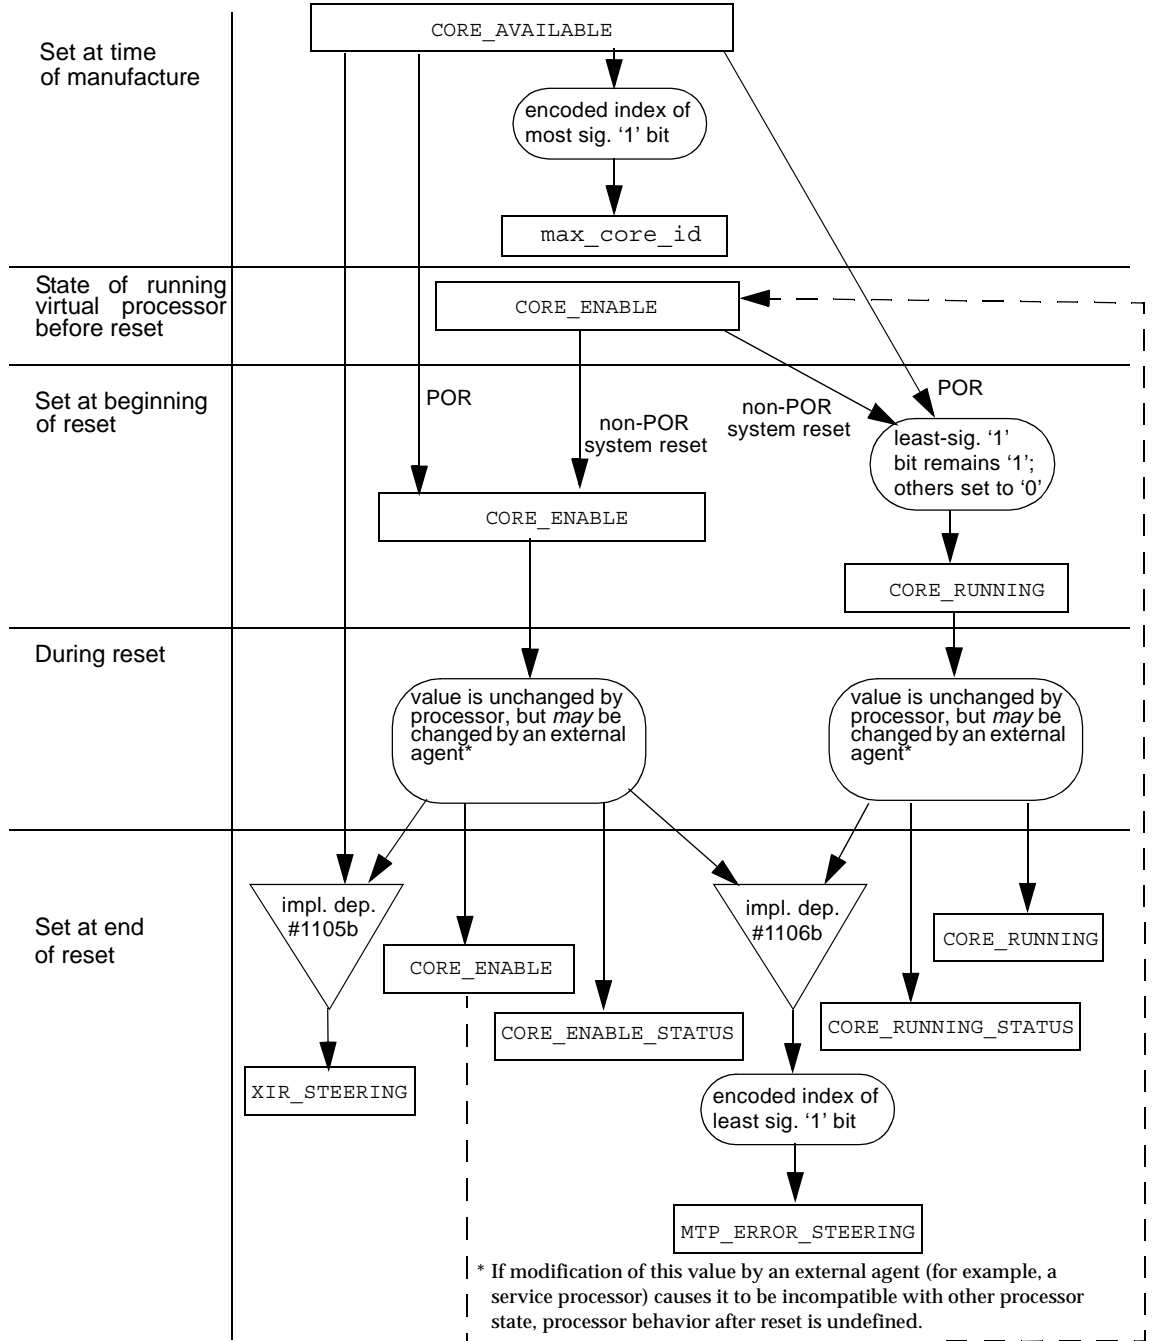 CORE_AVAILABLE
Set at time
of manufacture
encoded index of
most sig. ‘1’ bit
max_core_id
State of running
virtual processor
before reset
CORE_ENABLE
Set at beginning
of reset
POR
non-POR
system reset
non-POR
system reset
POR
least-sig. ‘1’
bit remains ‘1’;
others set to ‘0’
CORE_ENABLE
CORE_RUNNING
During reset
value is unchanged by
processor, but may be
changed by an external
agent*
value is unchanged by
processor, but may be
changed by an external
agent*
Set at end
of reset
impl. dep.
#1105b
impl. dep.
#1106b
CORE_RUNNING
CORE_ENABLE
CORE_ENABLE_STATUS
CORE_RUNNING_STATUS
XIR_STEERING
encoded index of
least sig. ‘1’ bit
MTP_ERROR_STEERING
* If modification of this value by an external agent (for example, a
service processor) causes it to be incompatible with other processor
state, processor behavior after reset is undefined.